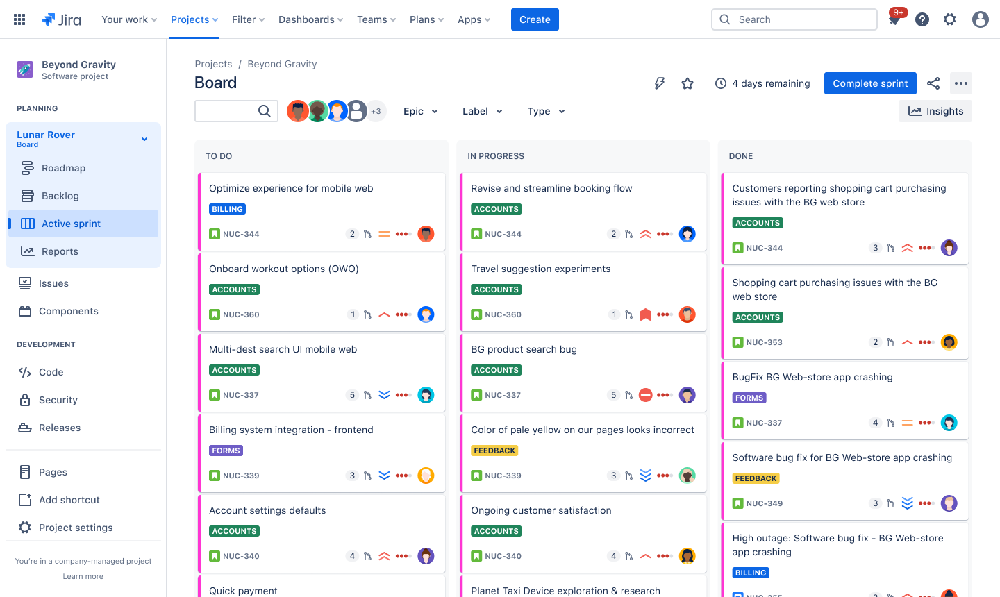 Jira
Your work
Projects
Filter
Dashboards
Teams
Plans
Apps
Create
Search
9+
Beyond Gravity
Software project
PLANNING
Lunar Rover
Board
Roadmap
Backlog
Active sprint
Reports
Issues
Components
DEVELOPMENT
Code
Security
Releases
Pages
Add shortcut
Project settings
You're in a company-managed project
Learn more
Projects / Beyond Gravity
Board
4 days remaining
Complete sprint
+3
Epic
Label
Type
Insights
TO DO
Optimize experience for mobile web
BILLING
NUC-344
2
Onboard workout options (OWO)
ACCOUNTS
NUC-360
1
Multi-dest search UI mobile web
ACCOUNTS
NUC-337
5
Billing system integration - frontend
FORMS
NUC-339
3
Account settings defaults
ACCOUNTS
NUC-340
4
Quick payment
IN PROGRESS
Revise and streamline booking flow
ACCOUNTS
NUC-344
2
Travel suggestion experiments
ACCOUNTS
NUC-360
1
BG product search bug
ACCOUNTS
NUC-337
5
Color of pale yellow on our pages looks incorrect
FEEDBACK
NUC-339
3
Ongoing customer satisfaction
ACCOUNTS
NUC-340
4
Planet Taxi Device exploration & research
DONE
Customers reporting shopping cart purchasing
issues with the BG web store
ACCOUNTS
NUC-344
3
Shopping cart purchasing issues with the BG
web store
ACCOUNTS
NUC-353
2
BugFix BG Web-store app crashing
FORMS
NUC-337
4
Software bug fix for BG Web-store app crashing
FEEDBACK
NUC-349
3
High outage: Software bug fix - BG Web-store
app crashing
BILLING